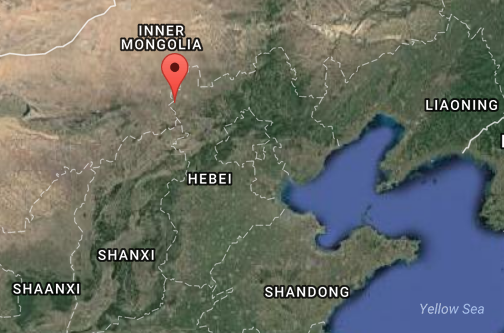 INNER
MONGOLIA
LIAONING
HEBEI
SHANXI
SHAANXI
SHANDONG
Yellow Sea